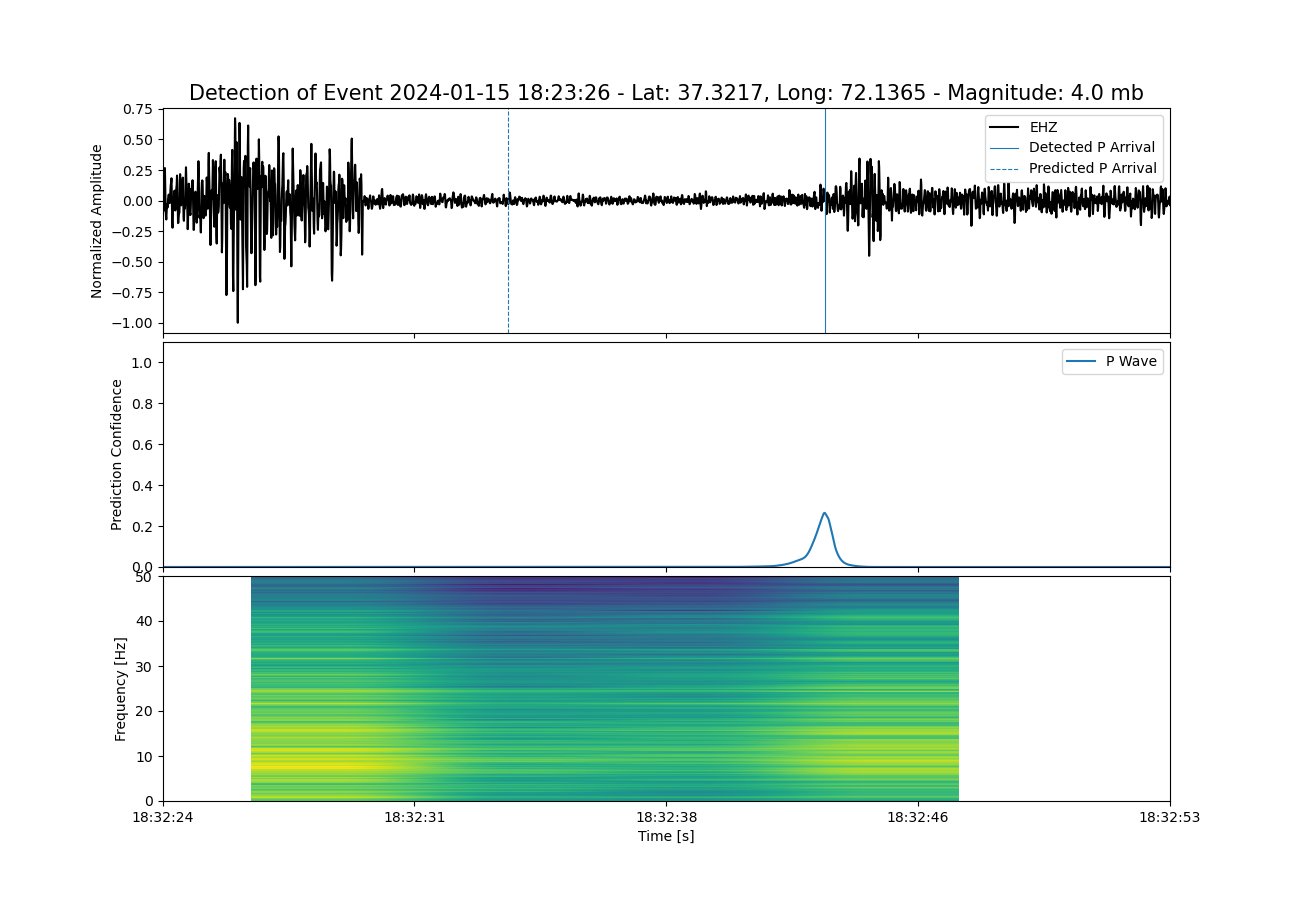 Detection of Event 2024-01-15 18:23:26 - Lat: 37.3217, Long: 72.1365 - Magnitude: 4.0 mb
0.75
0.50
0.25
0.00
−0.25
−0.50
−0.75
−1.00
Normalized Amplitude
EHZ
Detected P Arrival
Predicted P Arrival
1.0
0.8
0.6
0.4
0.2
0.0
Prediction Confidence
P Wave
50
40
30
20
10
0
Frequency [Hz]
18:32:24
18:32:31
18:32:38
18:32:46
18:32:53
Time [s]